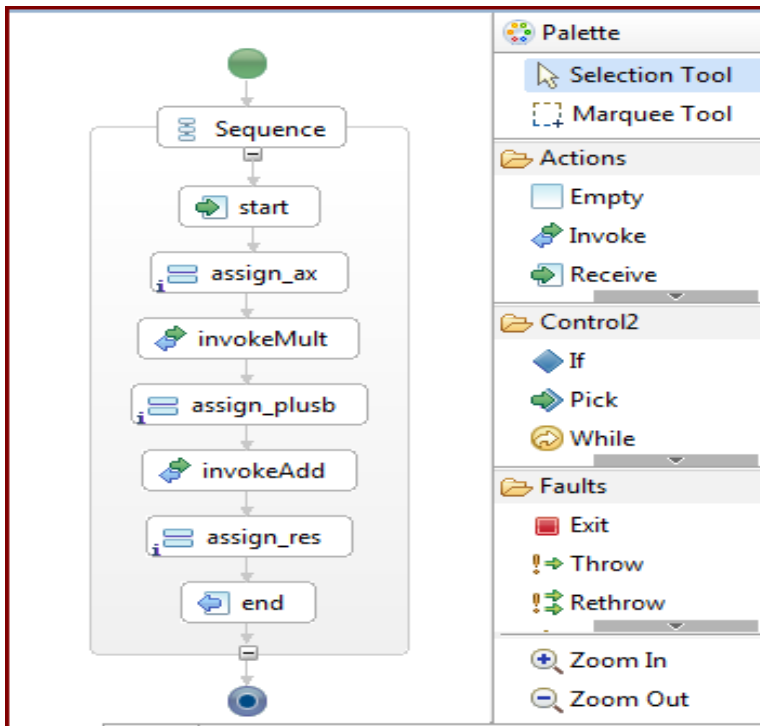 Sequence
start
assign_ax
invokeMult
assign_plusb
invokeAdd
assign_res
end
Palette
Selection Tool
Marquee Tool
Actions
Empty
Invoke
Receive
Control2
If
Pick
While
Faults
Exit
Throw
Rethrow
Zoom In
Zoom Out